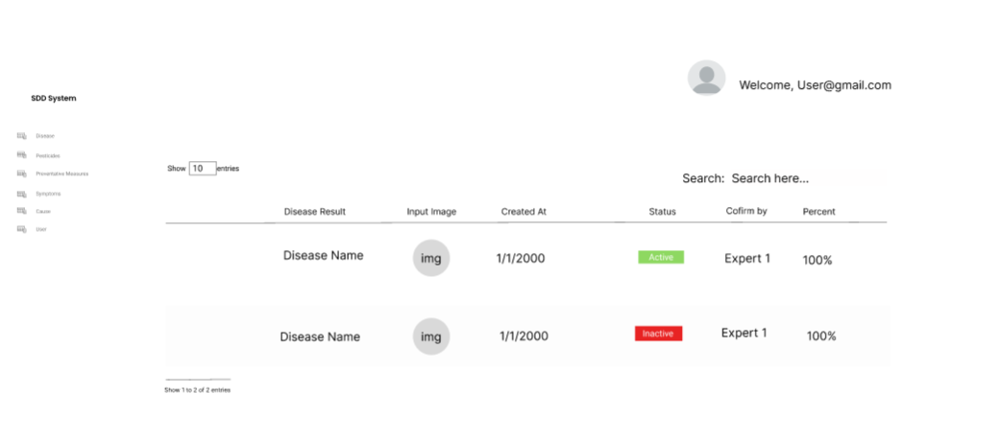 Welcome, User@gmail.com
SDD System
Disease
Pesticides
Preventative Measures
Symptoms
Cause
User
Show 10 entries
Search: Search here...
Disease Result Input Image Created At Status Cofirm by Percent
Disease Name img 1/1/2000 Active Expert 1 100%
Disease Name img 1/1/2000 Inactive Expert 1 100%
Show 1 to 2 of 2 entries